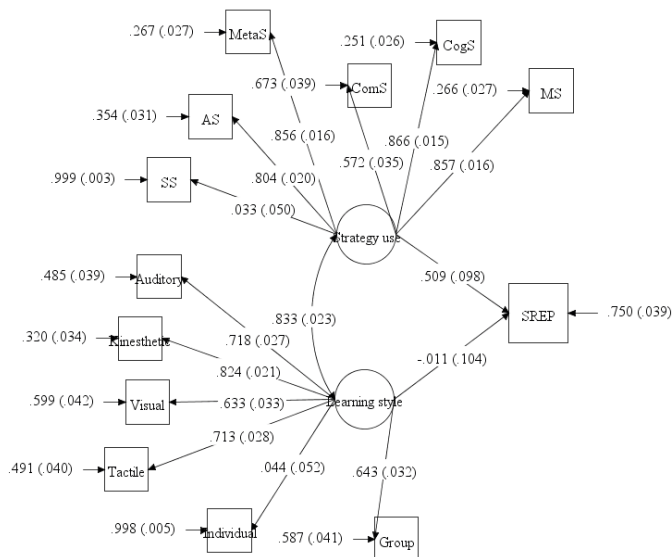 .267 (.027)
MetaS
.251 (.026)
CogS
.673 (.039)
ComS
.266 (.027)
MS
.354 (.031)
AS
.856 (.016)
.866 (.015)
.572 (.035)
.857 (.016)
.999 (.003)
SS
.804 (.020)
.033 (.050)
Strategy use
.485 (.039)
Auditory
.509 (.098)
SREP
.750 (.039)
.833 (.023)
.320 (.034)
Kinesthetic
.718 (.027)
-.011 (.104)
.824 (.021)
.599 (.042)
Visual
.633 (.033)
Learning style
.713 (.028)
.491 (.040)
Tactile
.044 (.052)
.643 (.032)
.998 (.005)
Individual
.587 (.041)
Group